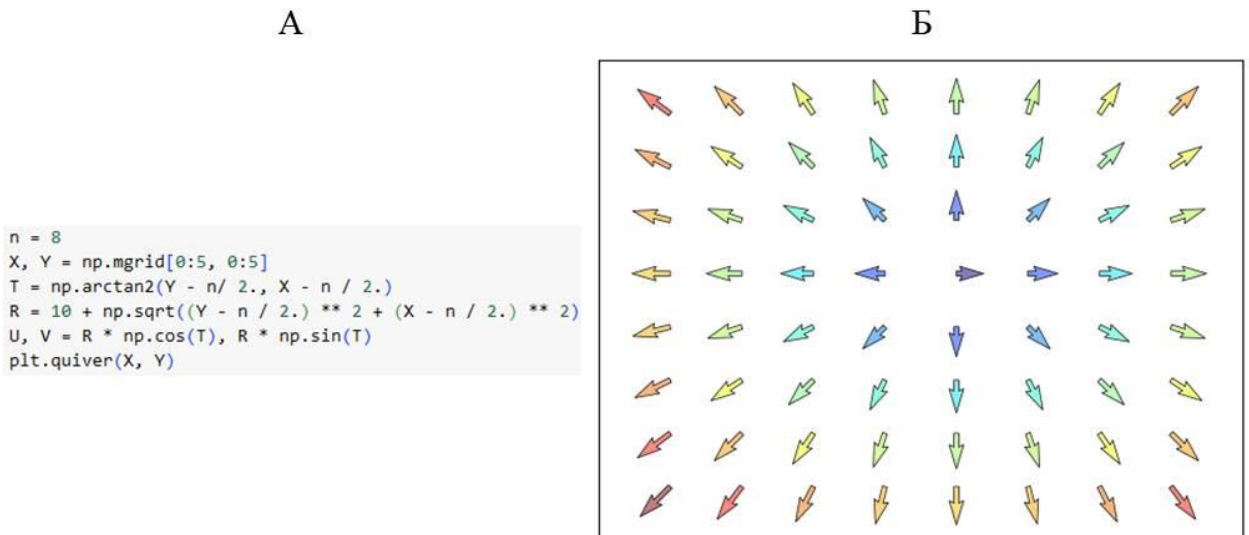 А
Б
n = 8
X, Y = np.mgrid[0:5, 0:5]
T = np.arctan2(Y - n/ 2., X - n / 2.)
R = 10 + np.sqrt((Y - n / 2.) ** 2 + (X - n / 2.) ** 2)
U, V = R * np.cos(T), R * np.sin(T)
plt.quiver(X, Y)